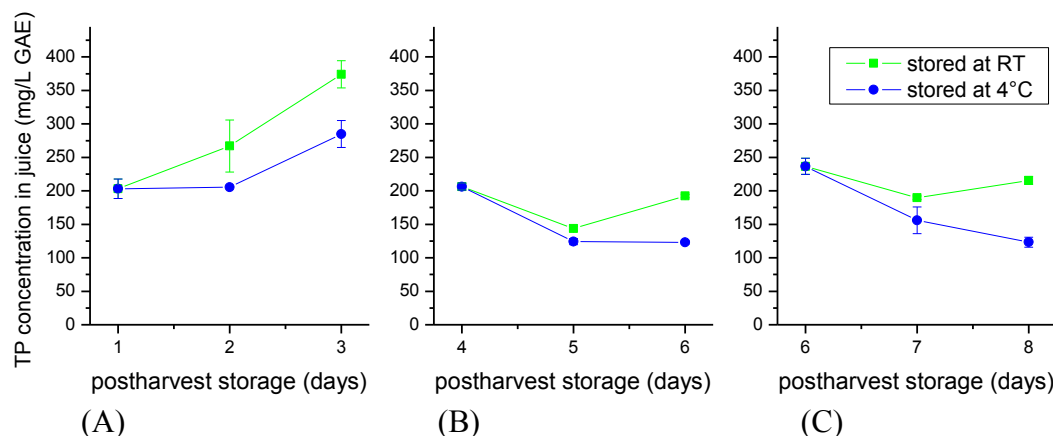 TP concentration in juice (mg/L GAE)
400
350
300
250
200
150
100
50
0
1 2 3
postharvest storage (days)
(A)
400
350
300
250
200
150
100
50
0
4 5 6
postharvest storage (days)
(B)
stored at RT
stored at 4°C
400
350
300
250
200
150
100
50
0
6 7 8
postharvest storage (days)
(C)